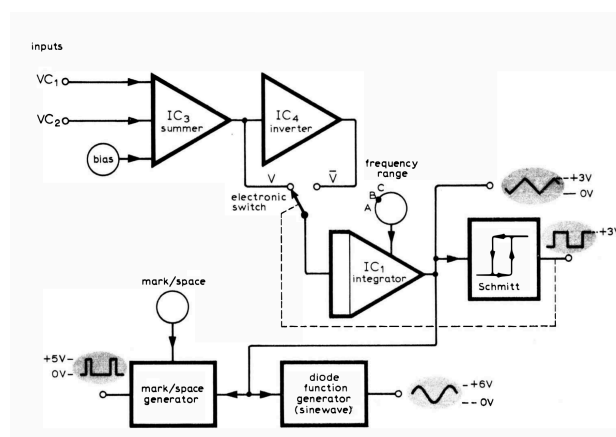 inputs
VC1
IC3
summer
IC4
inverter
VC2
bias
frequency
range
V
V̅
electronic
switch
C
B
A
+3V
0V
+3V
IC1
integrator
Schmitt
mark/space
+5V
0V
mark/space
generator
diode
function
generator
(sinewave)
+6V
0V